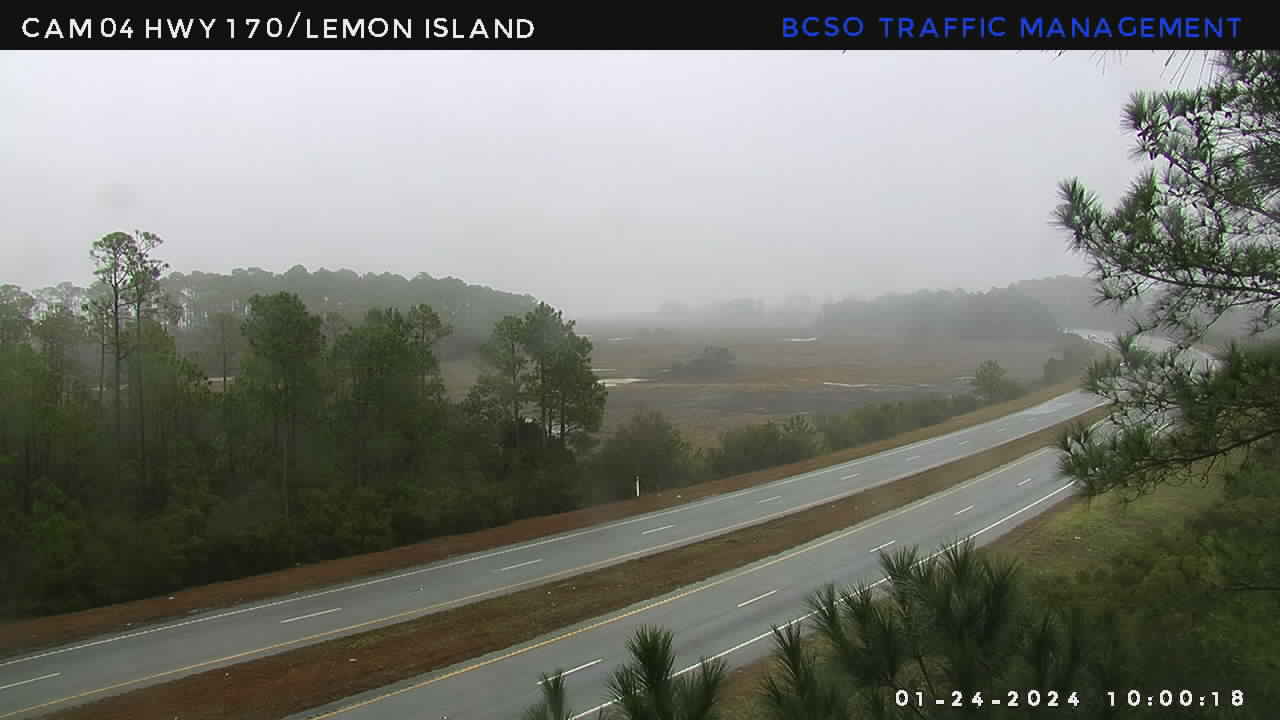 CAM04 HWY 170/LEMON ISLAND
BCSO TRAFFIC MANAGEMENT
01-24-2024 10:00:18